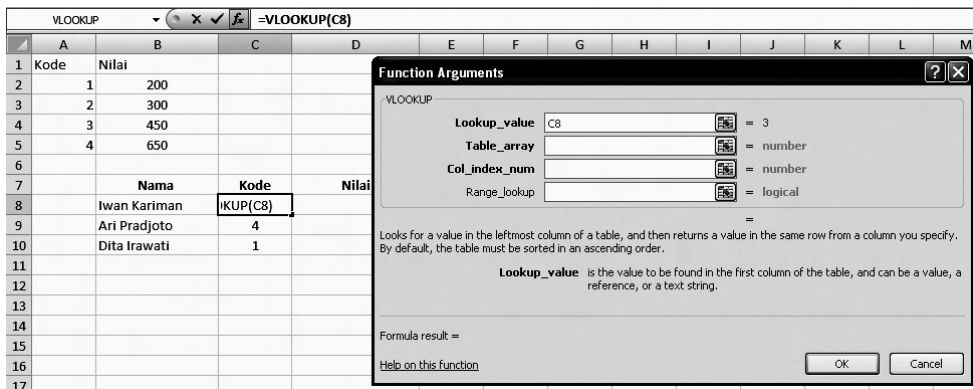 VLOOKUP =VLOOKUP(C8)
A B C D E F G H I J K L M
1 Kode Nilai
2 1 200
3 2 300
4 3 450
5 4 650
6
7 Nama Kode Nilai
8 Iwan Kariman KUP(C8)
9 Ari Pradjoto 4
10 Dita Irawati 1
11
12
13
14
15
16
17
Function Arguments
VLOOKUP
Lookup_value C8 = 3
Table_array = number
Col_index_num = number
Range_lookup = logical
=
Looks for a value in the leftmost column of a table, and then returns a value in the same row from a column you specify.
By default, the table must be sorted in an ascending order.
Lookup_value is the value to be found in the first column of the table, and can be a value, a
reference, or a text string.
Formula result =
Help on this function OK Cancel